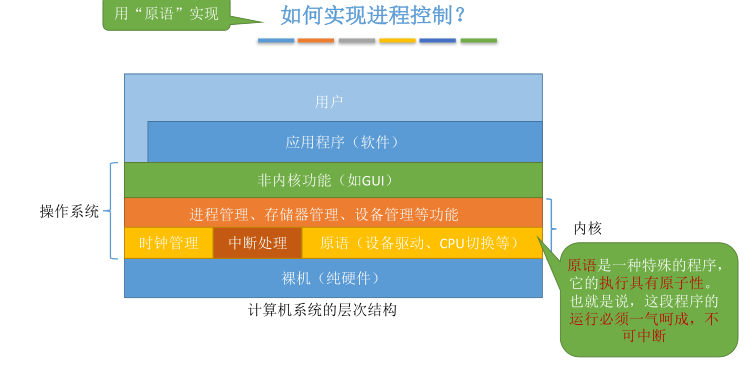 用“原语”实现
如何实现进程控制？
用户
应用程序（软件）
非内核功能（如GUI）
操作系统
进程管理、存储器管理、设备管理等功能
内核
时钟管理
中断处理
原语（设备驱动、CPU切换等）
裸机（纯硬件）
计算机系统的层次结构
原语是一种特殊的程序，
它的执行具有原子性。
也就是说，这段程序的
运行必须一气呵成，不
可中断